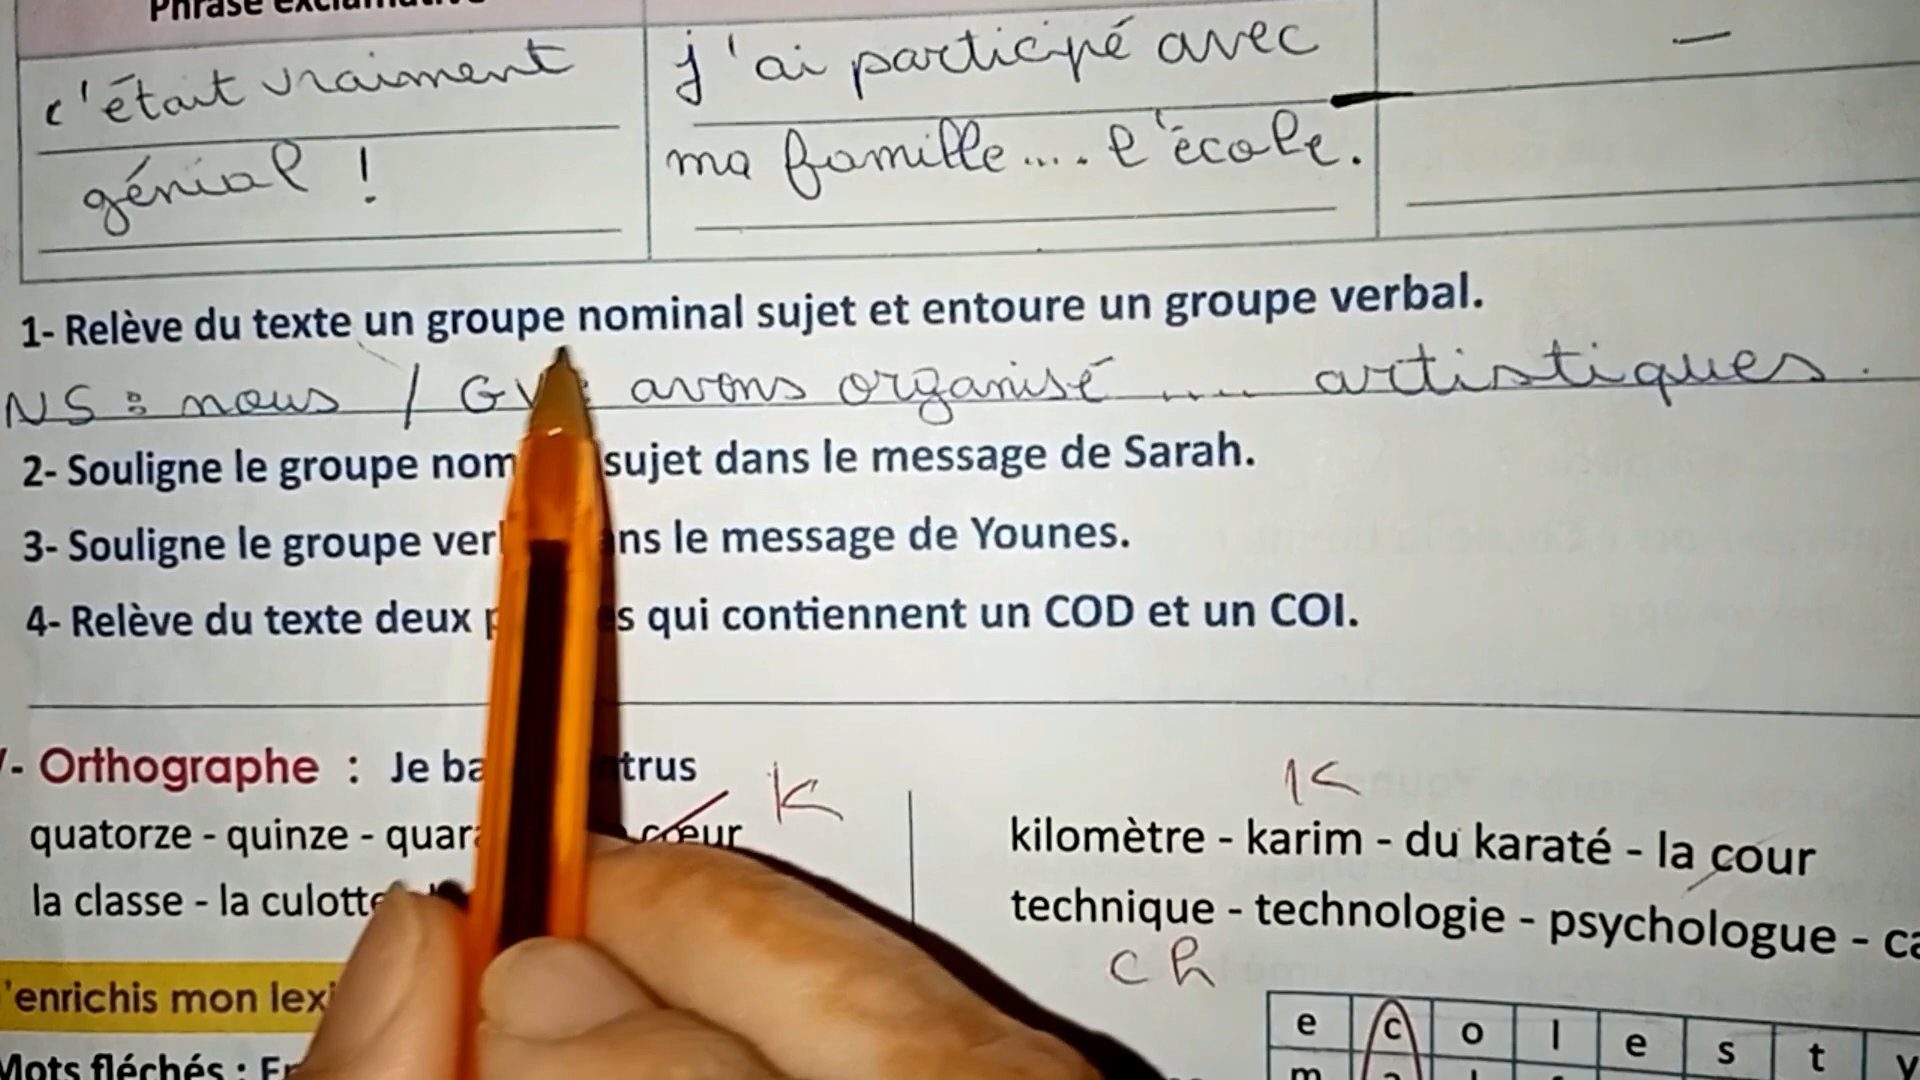 Phrase exclamative
c'était vraiment
génial !
j'ai participé avec
ma famille.... l'école.
—
1- Relève du texte un groupe nominal sujet et entoure un groupe verbal.
NS : nous / GV : avons organisé .... artistiques.
2- Souligne le groupe nom sujet dans le message de Sarah.
3- Souligne le groupe ver ns le message de Younes.
4- Relève du texte deux p s qui contiennent un COD et un COI.
- Orthographe : Je ba ntrus
K
quatorze - quinze - quar cœur
la classe - la culotte
K
kilomètre - karim - du karaté - la cour
technique - technologie - psychologue - ca
ch
'enrichis mon lexi
Mots fléchés :
e c o l e s t y